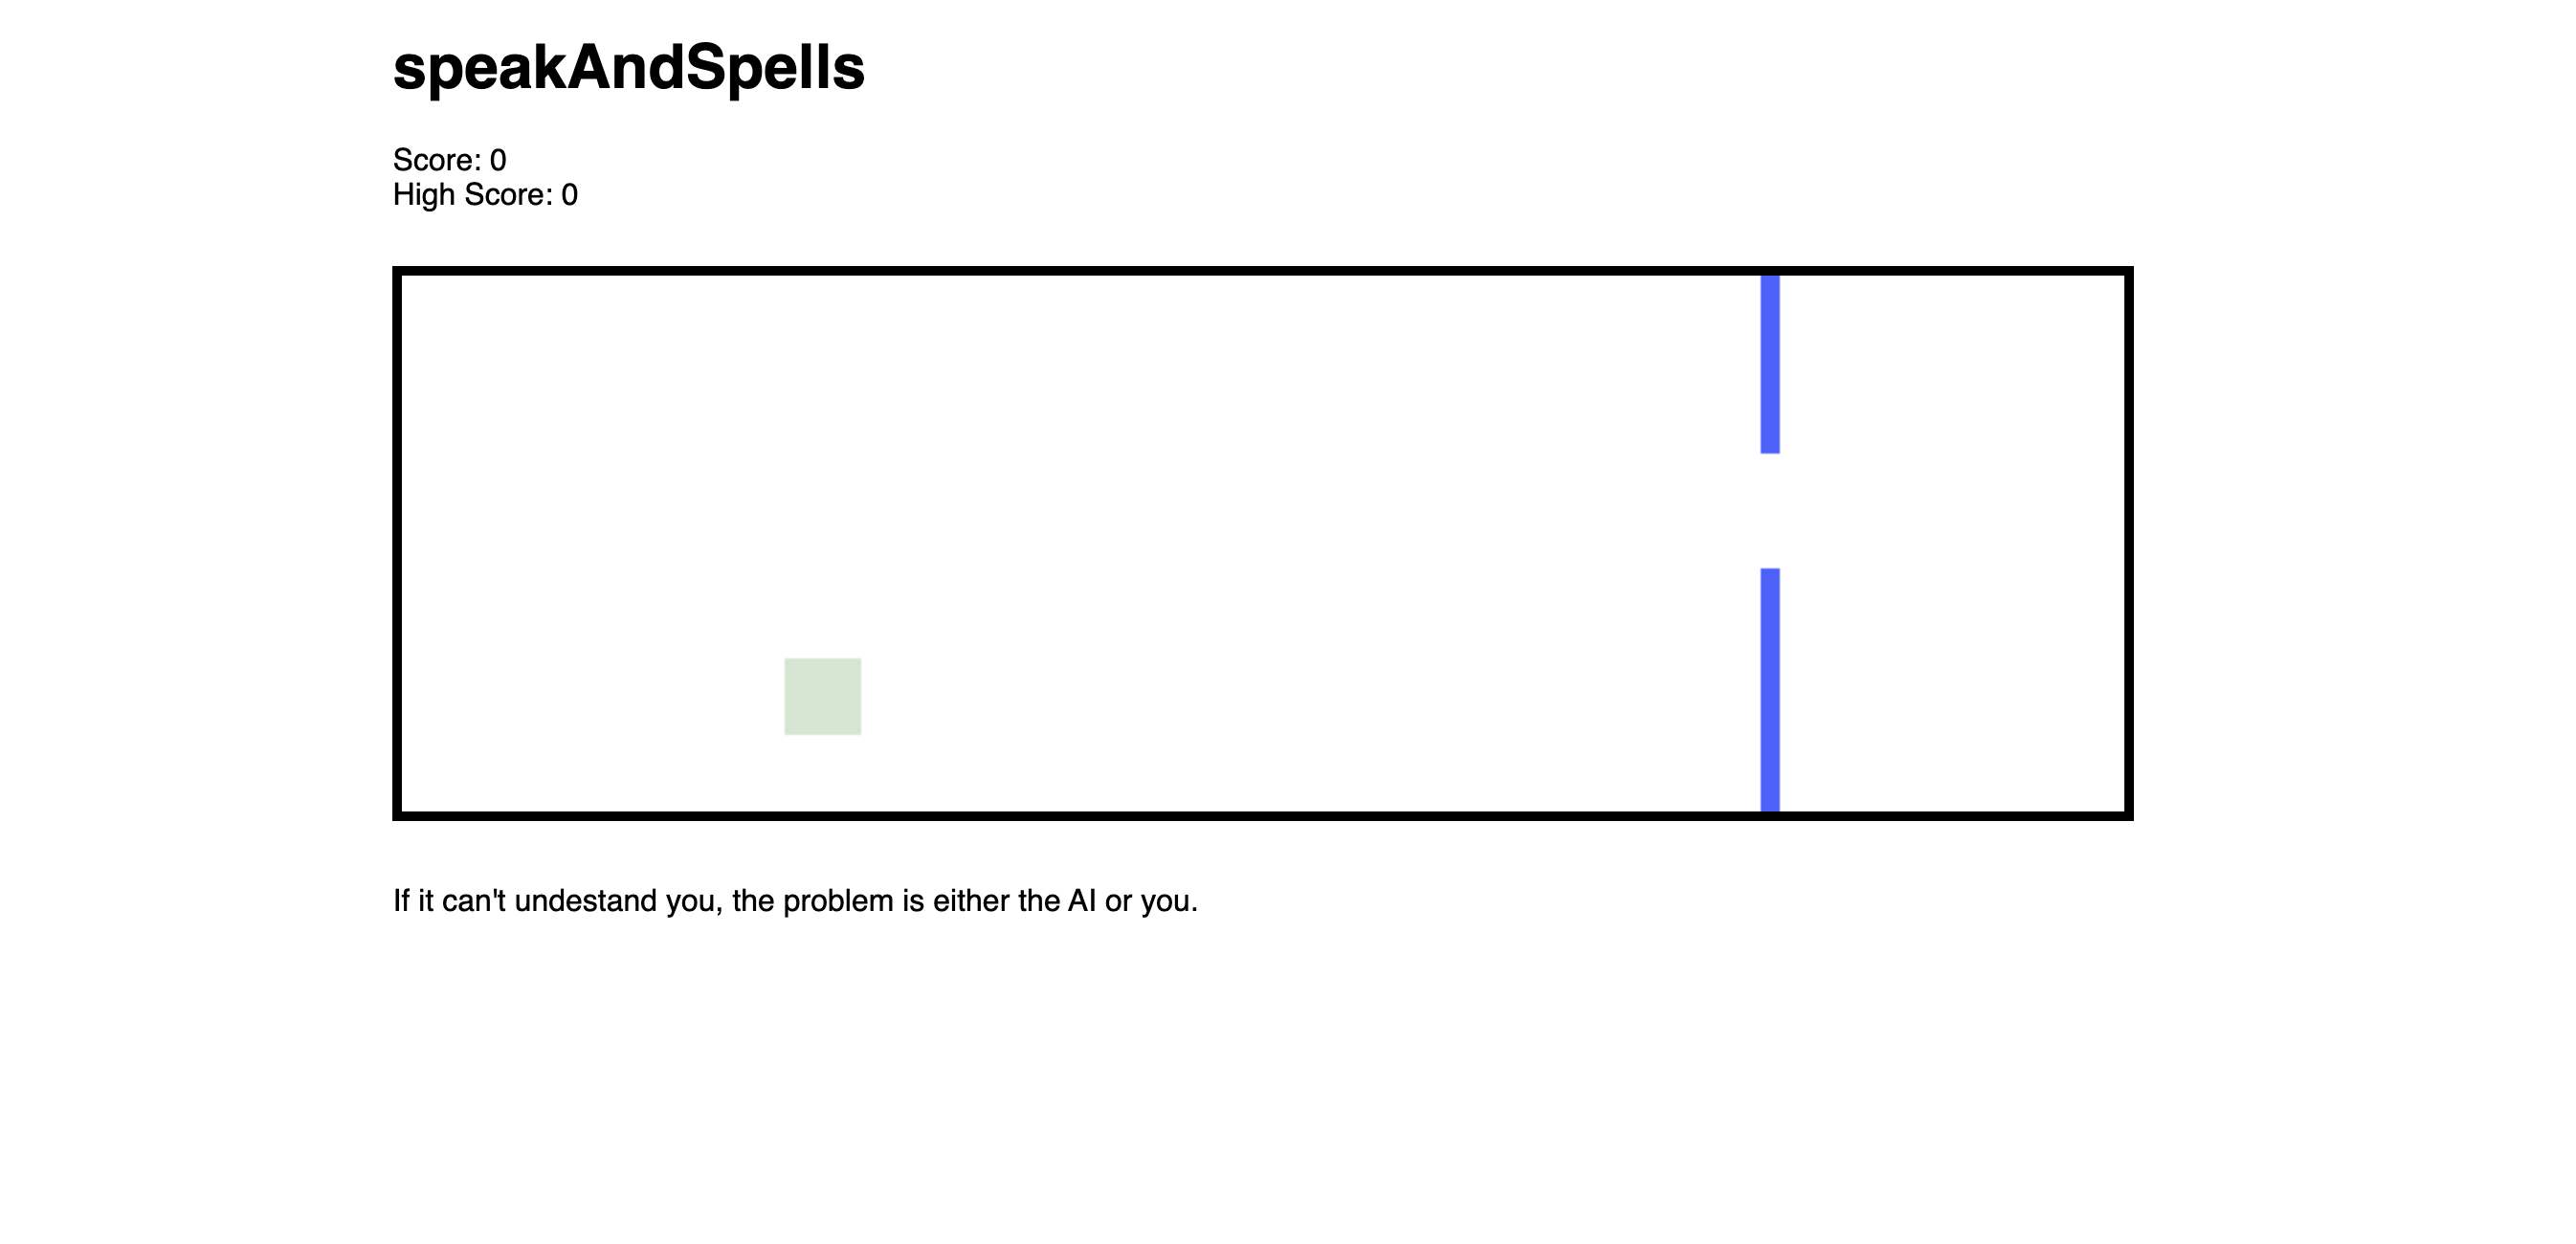 speakAndSpells
Score: 0
High Score: 0
If it can't undestand you, the problem is either the AI or you.